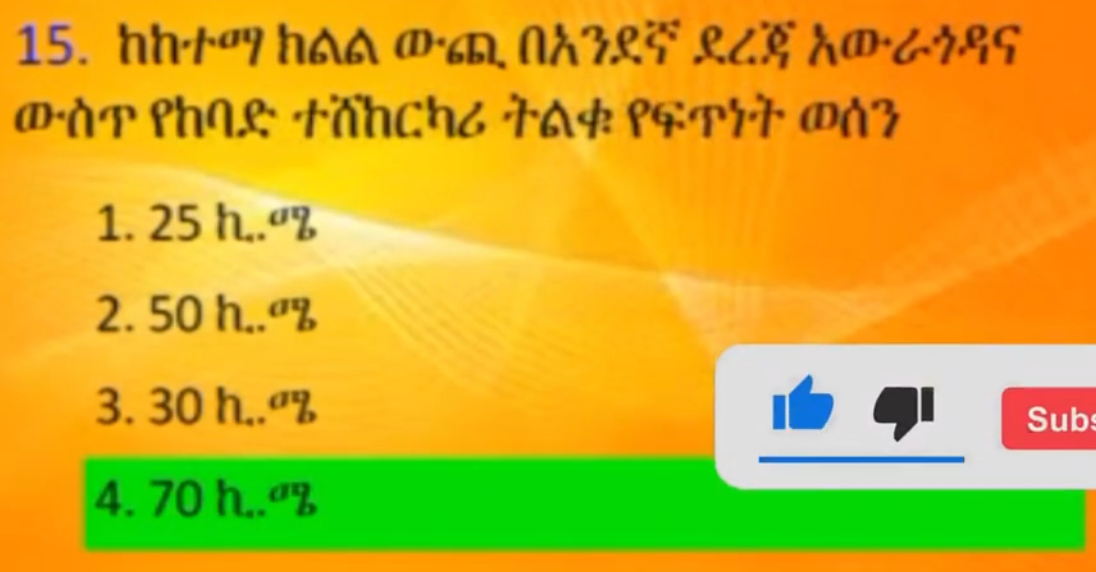 15. ከከተማ ክልል ውጪ በአንደኛ ደረጃ አውራጎዳና
ውስጥ የከባድ ተሽከርካሪ ትልቁ የፍጥነት ወሰን
1. 25 ኪ..ሜ
2. 50 ኪ..ሜ
3. 30 ኪ..ሜ
4. 70 ኪ..ሜ
Subs